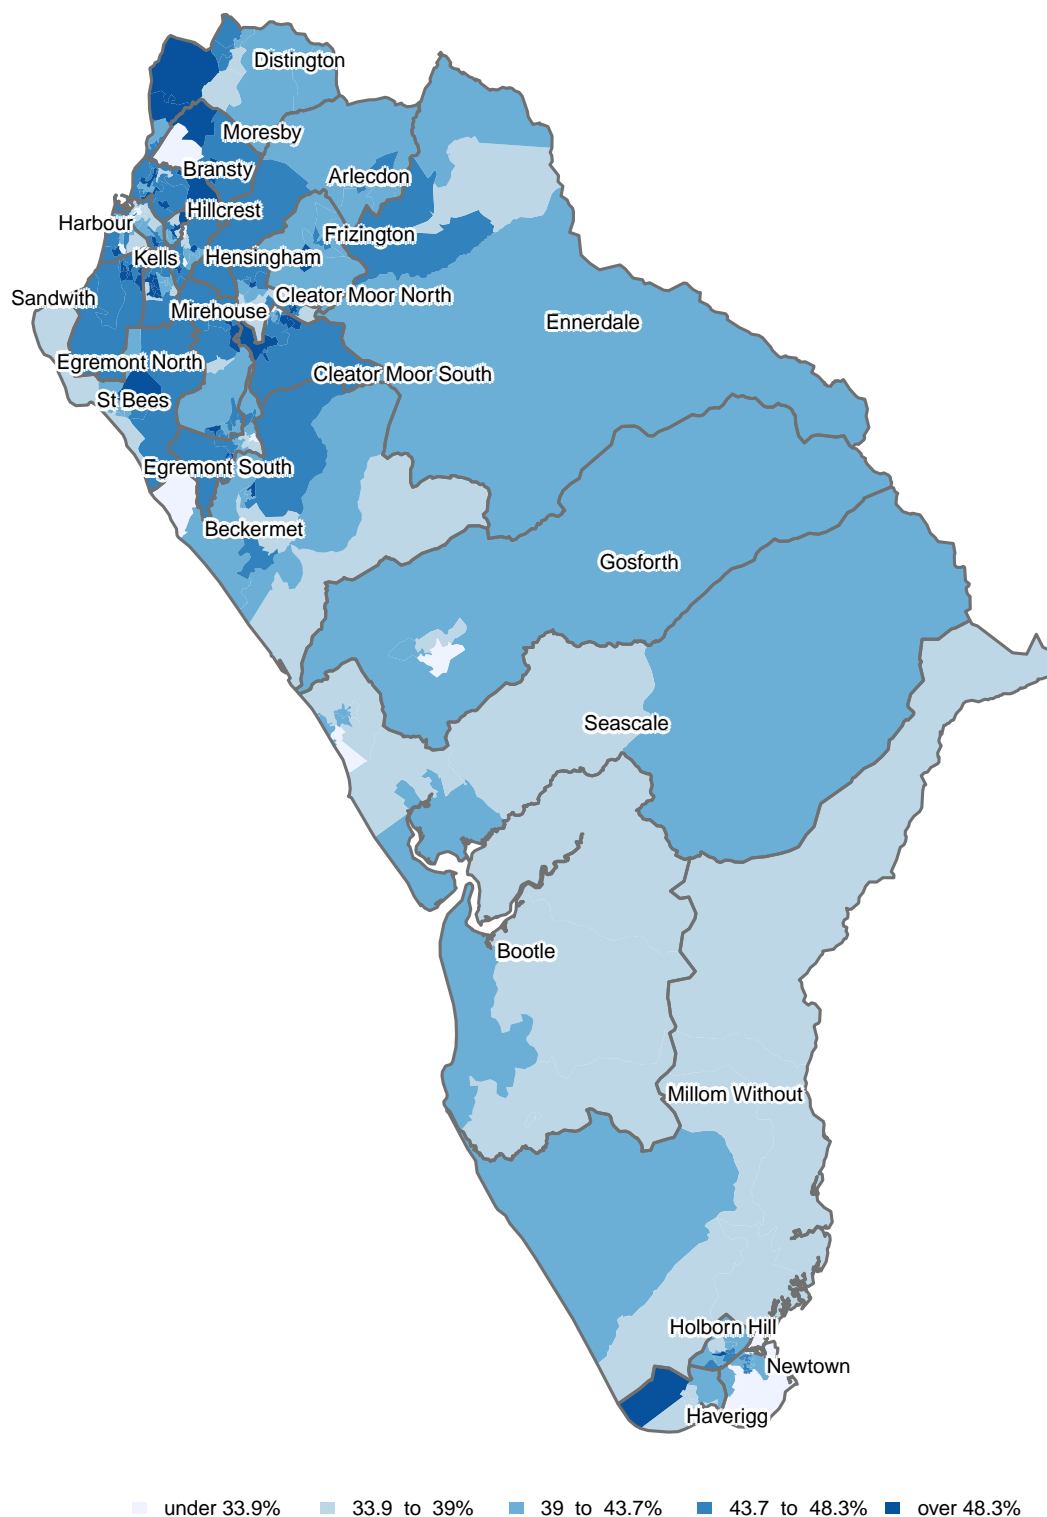 Distington
Moresby
Bransty
Arlecdon
Hillcrest
Harbour
Frizington
Kells
Hensingham
Sandwith
Cleator Moor North
Mirehouse
Ennerdale
Egremont North
Cleator Moor South
St Bees
Egremont South
Beckermet
Gosforth
Seascale
Bootle
Millom Without
Holborn Hill
Newtown
Haverigg
under 33.9% 33.9 to 39% 39 to 43.7% 43.7 to 48.3% over 48.3%